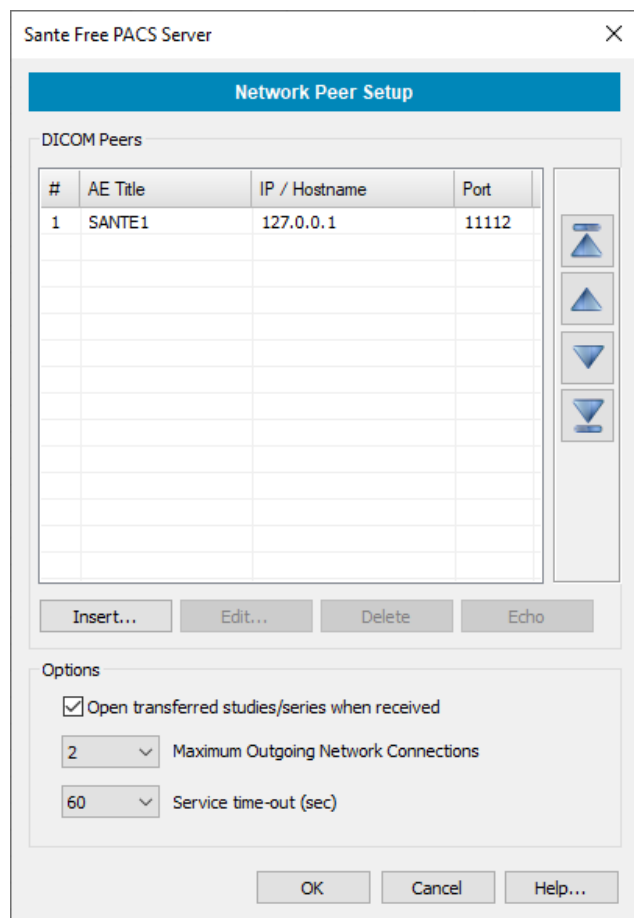 Sante Free PACS Server
Network Peer Setup
DICOM Peers
# AE Title IP / Hostname Port
1 SANTE1 127.0.0.1 11112
Insert... Edit... Delete Echo
Options
Open transferred studies/series when received
2 Maximum Outgoing Network Connections
60 Service time-out (sec)
OK Cancel Help...